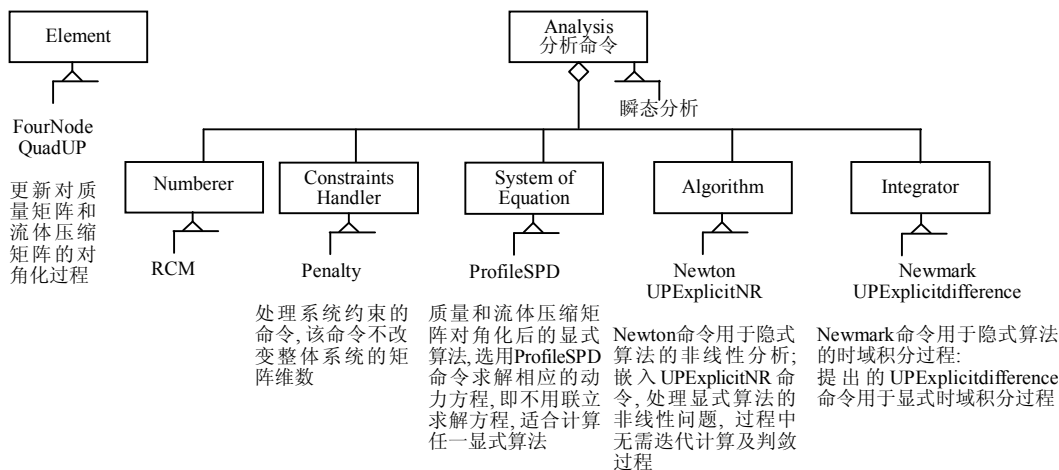 Element
FourNode
QuadUP
更新对质
量矩阵和
流体压缩
矩阵的对
角化过程
Analysis
分析命令
瞬态分析
Numberer
RCM
Constraints
Handler
Penalty
处理系统约束的
命令, 该命令不改
变整体系统的矩
阵维数
System of
Equation
ProfileSPD
质量和流体压缩矩
阵对角化后的显式
算法, 选用ProfileSPD
命令求解相应的动
力方程, 即不用联立
求解方程, 适合计算
任一显式算法
Algorithm
Newton
UPExplicitNR
Newton命令用于隐式
算法的非线性分析;
嵌入UPExplicitNR命
令, 处理显式算法的
非线性问题, 过程中
无需迭代计算及判敛
过程
Integrator
Newmark
UPExplicitdifference
Newmark命令用于隐式算法
的时域积分过程:
提出的UPExplicitdifference
命令用于显式时域积分过程